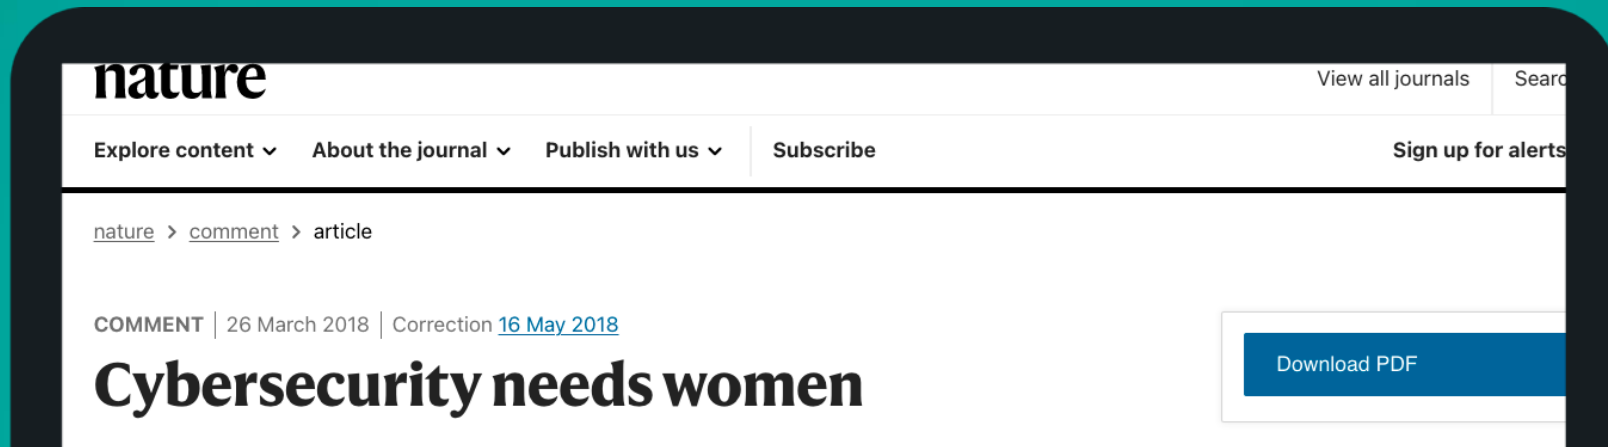 nature
View all journals
Explore content
About the journal
Publish with us
Subscribe
Sign up for alerts
nature > comment > article
COMMENT | 26 March 2018 | Correction 16 May 2018
Download PDF
Cybersecurity needs women